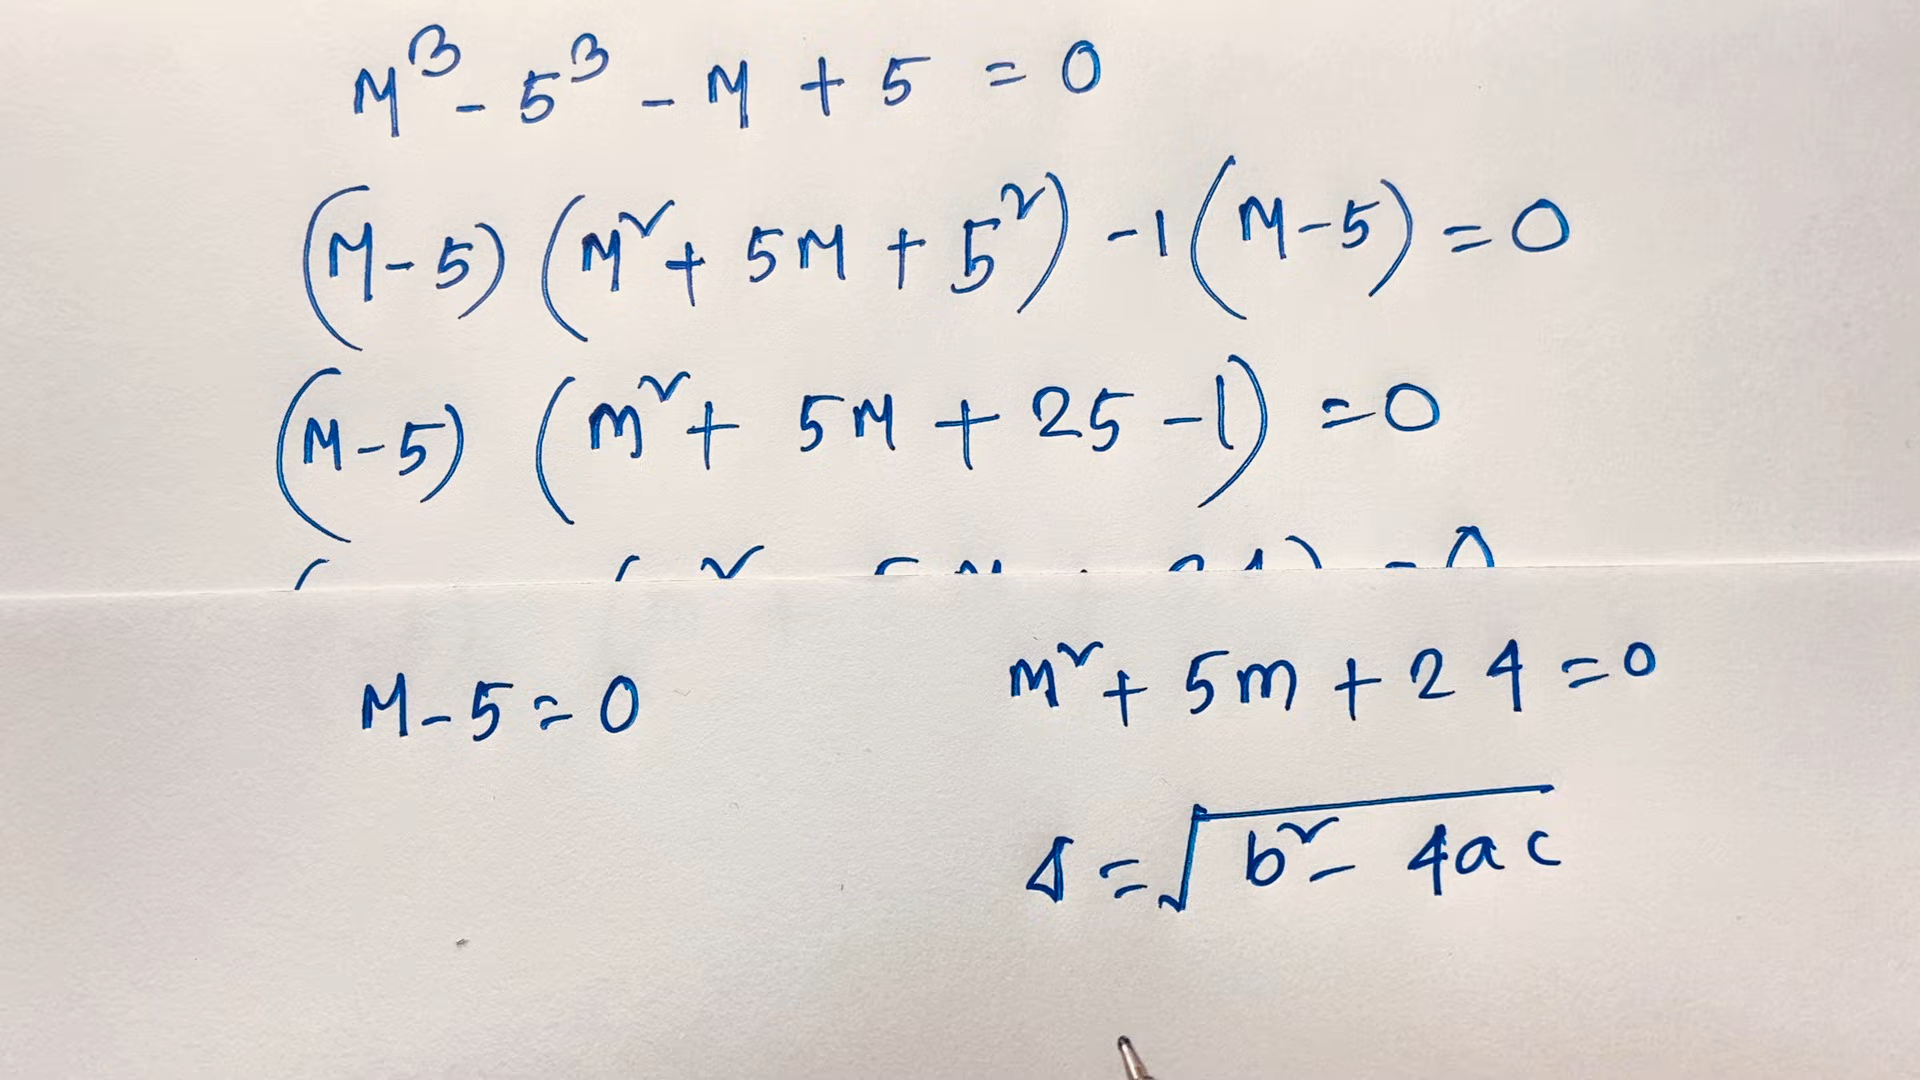 M³ - 5³ - M + 5 = 0
(M-5) (M² + 5M + 5²) -1 (M-5) = 0
(M-5) (m² + 5M + 25 -1) = 0
M - 5 = 0 m² + 5m + 24 = 0
Δ = √(b² - 4ac)